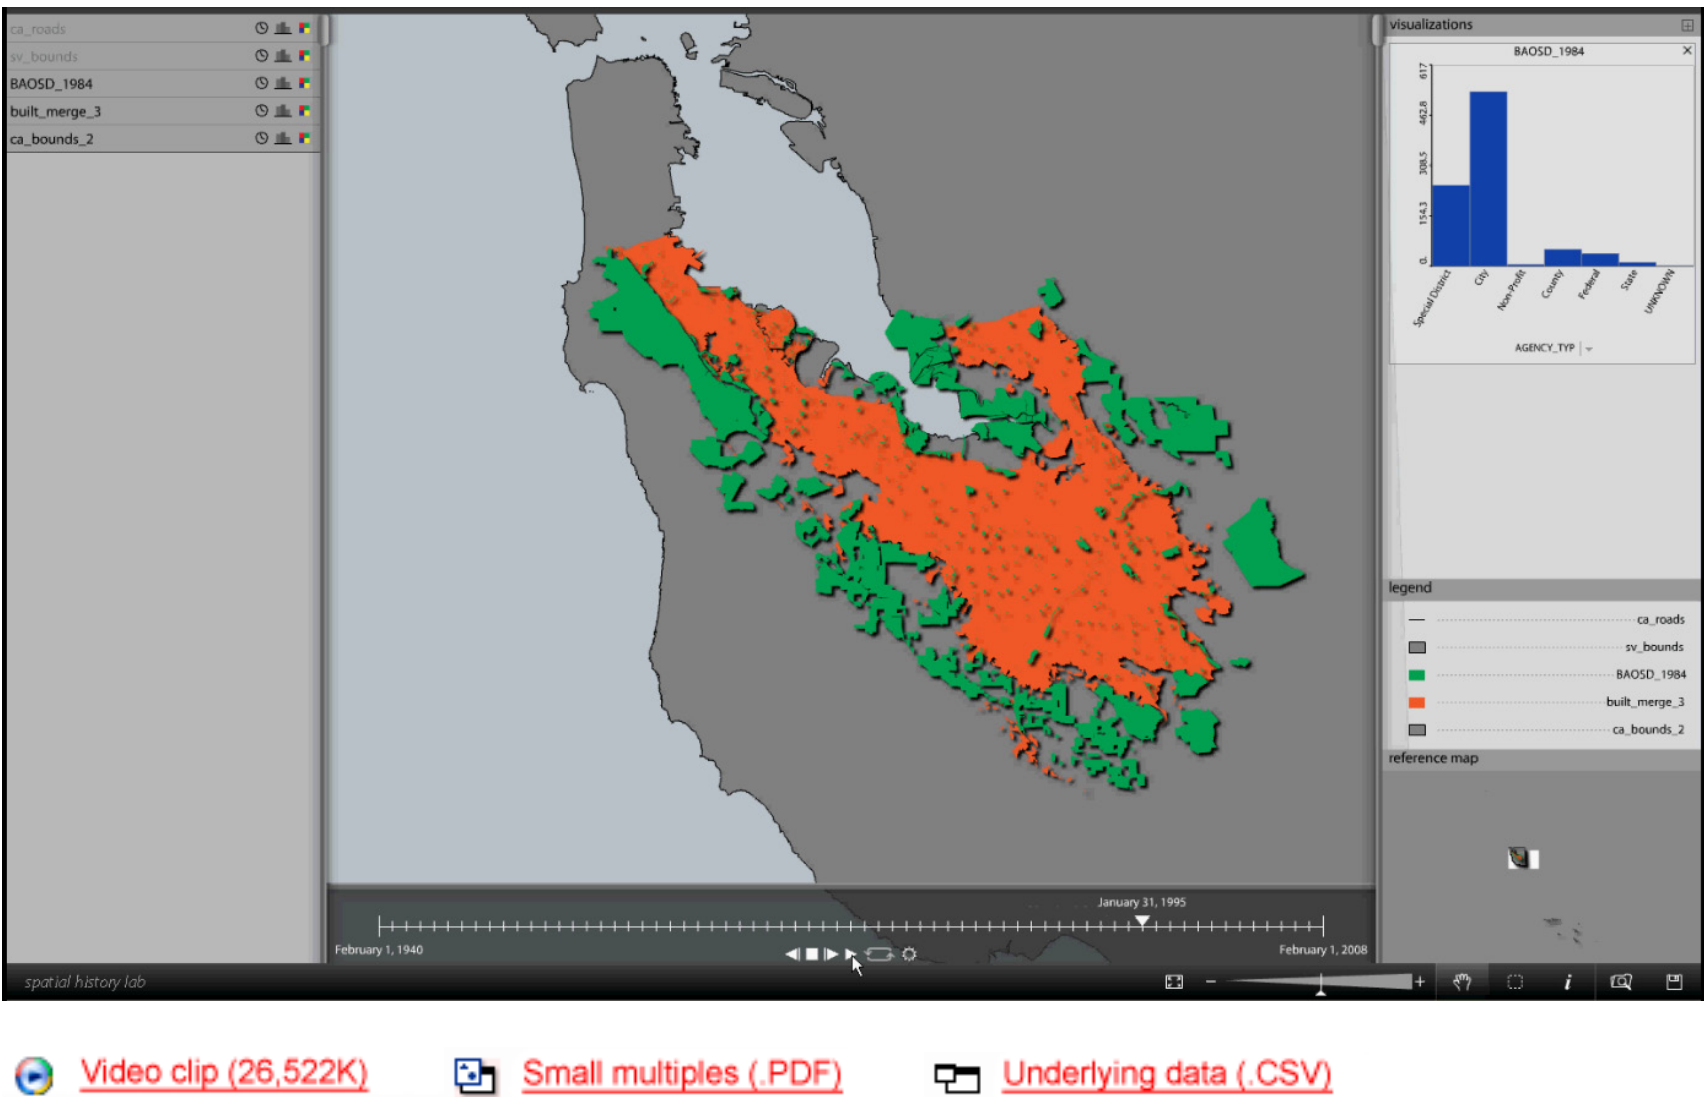 ca_roads
sv_bounds
BAOSD_1984
built_merge_3
ca_bounds_2
visualizations
BAOSD_1984
617
462.8
308.5
154.3
0.
Special District
City
Non-Profit
County
Federal
State
UNKNOWN
AGENCY_TYP
legend
ca_roads
sv_bounds
BAOSD_1984
built_merge_3
ca_bounds_2
reference map
January 31, 1995
February 1, 1940
February 1, 2008
spatial history lab
Video clip (26,522K)
Small multiples (.PDF)
Underlying data (.CSV)